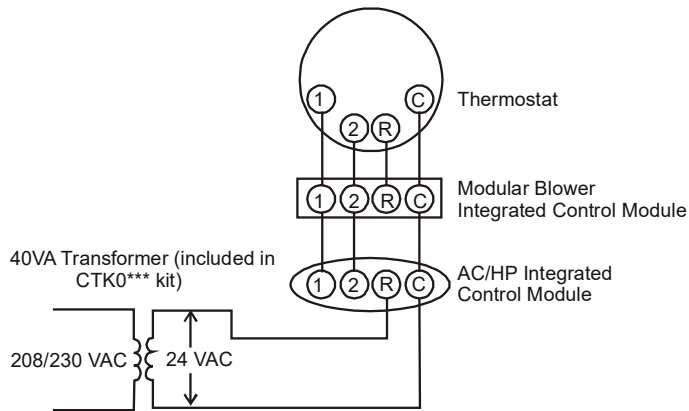 1
C
Thermostat
2 R
1 2 R C
Modular Blower
Integrated Control Module
40VA Transformer (included in
CTK0*** kit)
1 2 R C
AC/HP Integrated
Control Module
208/230 VAC
24 VAC